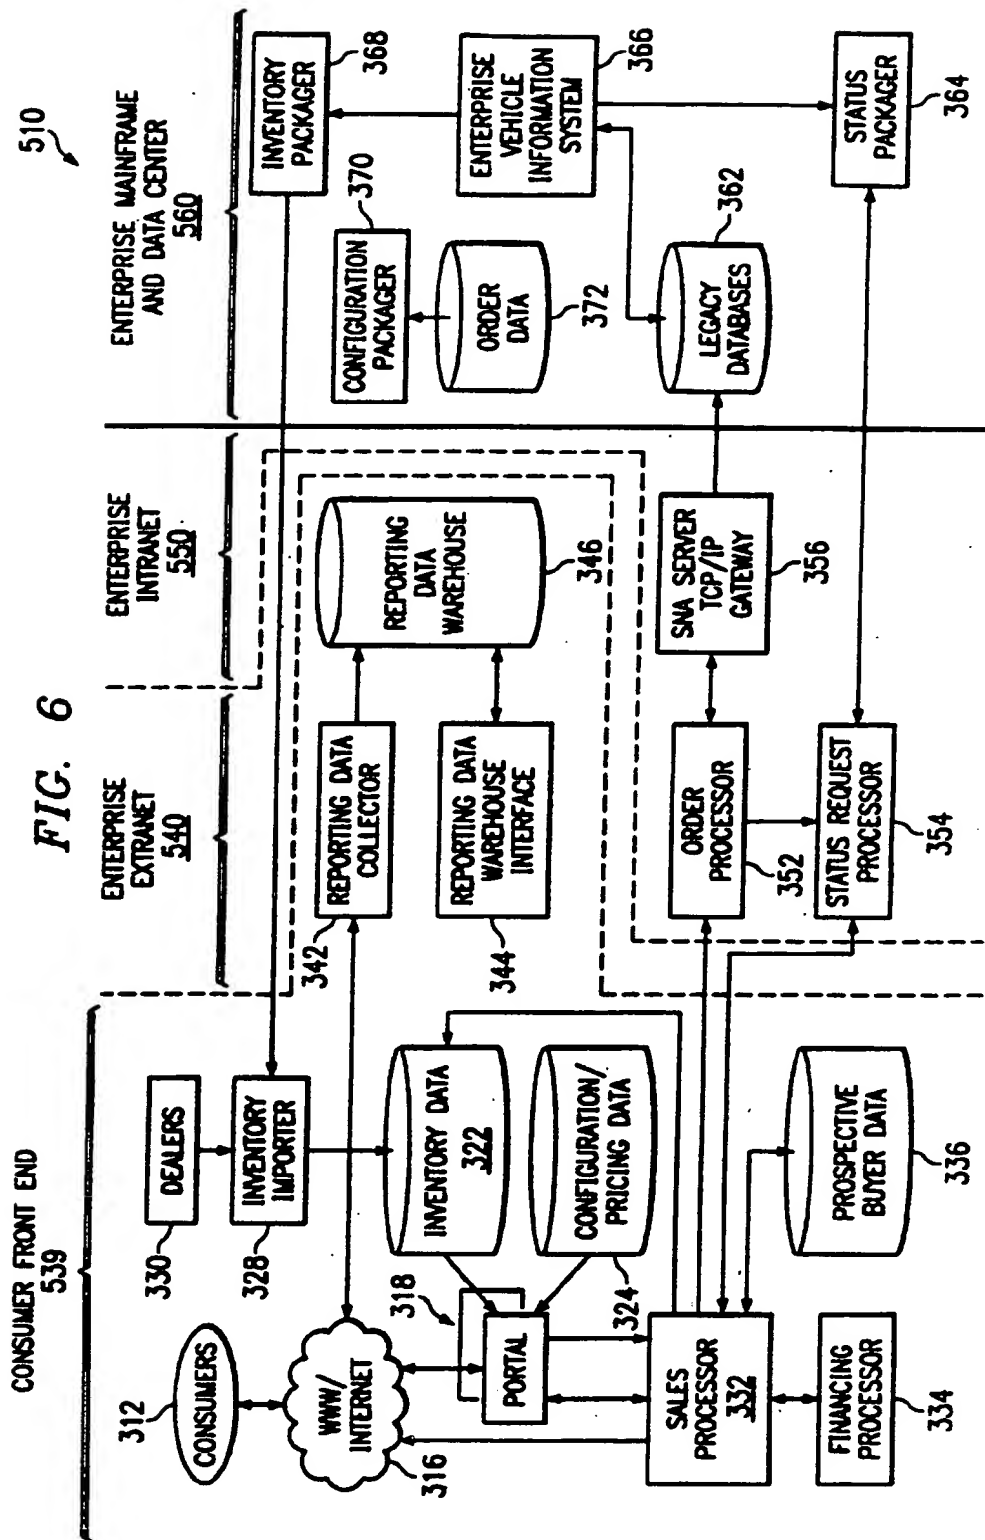 FIG. 6
510
CONSUMER FRONT END
539
ENTERPRISE
EXTRANET
540
ENTERPRISE
INTRANET
550
ENTERPRISE MAINFRAME
AND DATA CENTER
560
312
CONSUMERS
WWW/
INTERNET
316
330
DEALERS
328
INVENTORY
IMPORTER
318
PORTAL
INVENTORY DATA
322
CONFIGURATION/
PRICING DATA
324
SALES
PROCESSOR
332
FINANCING
PROCESSOR
334
PROSPECTIVE
BUYER DATA
336
342
REPORTING DATA
COLLECTOR
344
REPORTING DATA
WAREHOUSE
INTERFACE
REPORTING
DATA
WAREHOUSE
346
ORDER
PROCESSOR
352
STATUS REQUEST
PROCESSOR
354
SNA SERVER
TCP/IP
GATEWAY
356
INVENTORY
PACKAGER
368
370
CONFIGURATION
PACKAGER
ORDER
DATA
372
ENTERPRISE
VEHICLE
INFORMATION
SYSTEM
366
362
LEGACY
DATABASES
STATUS
PACKAGER
364